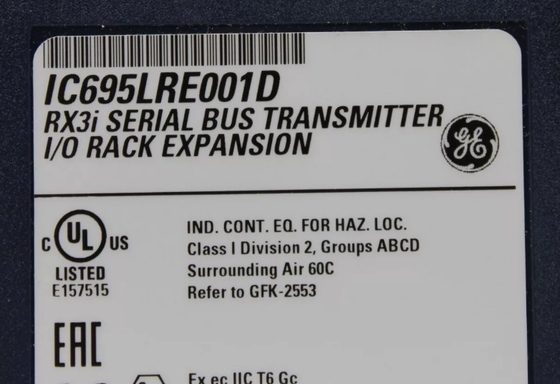 IC695LRE001D
RX3i SERIAL BUS TRANSMITTER
I/O RACK EXPANSION
GE
C UL US
LISTED
E157515
IND. CONT. EQ. FOR HAZ. LOC.
Class I Division 2, Groups ABCD
Surrounding Air 60C
Refer to GFK-2553
EAC
Ex ec IIC T6 Gc